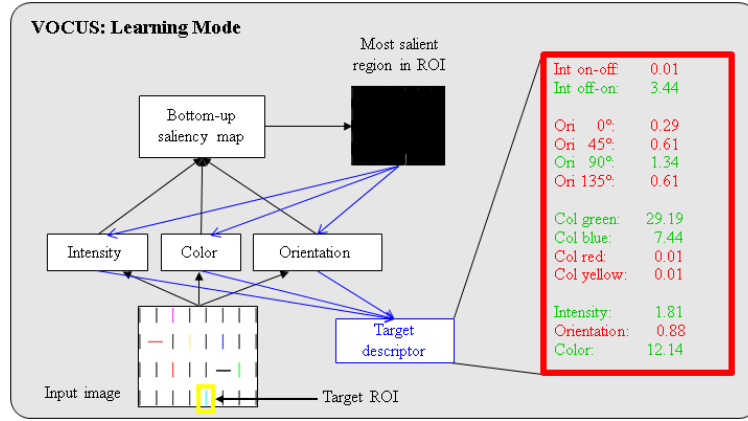 VOCUS: Learning Mode
Most salient
region in ROI
Bottom-up
saliency map
Intensity
Color
Orientation
Target
descriptor
Input image
Target ROI
Int on-off: 0.01
Int off-on: 3.44
Ori 0°: 0.29
Ori 45°: 0.61
Ori 90°: 1.34
Ori 135°: 0.61
Col green: 29.19
Col blue: 7.44
Col red: 0.01
Col yellow: 0.01
Intensity: 1.81
Orientation: 0.88
Color: 12.14